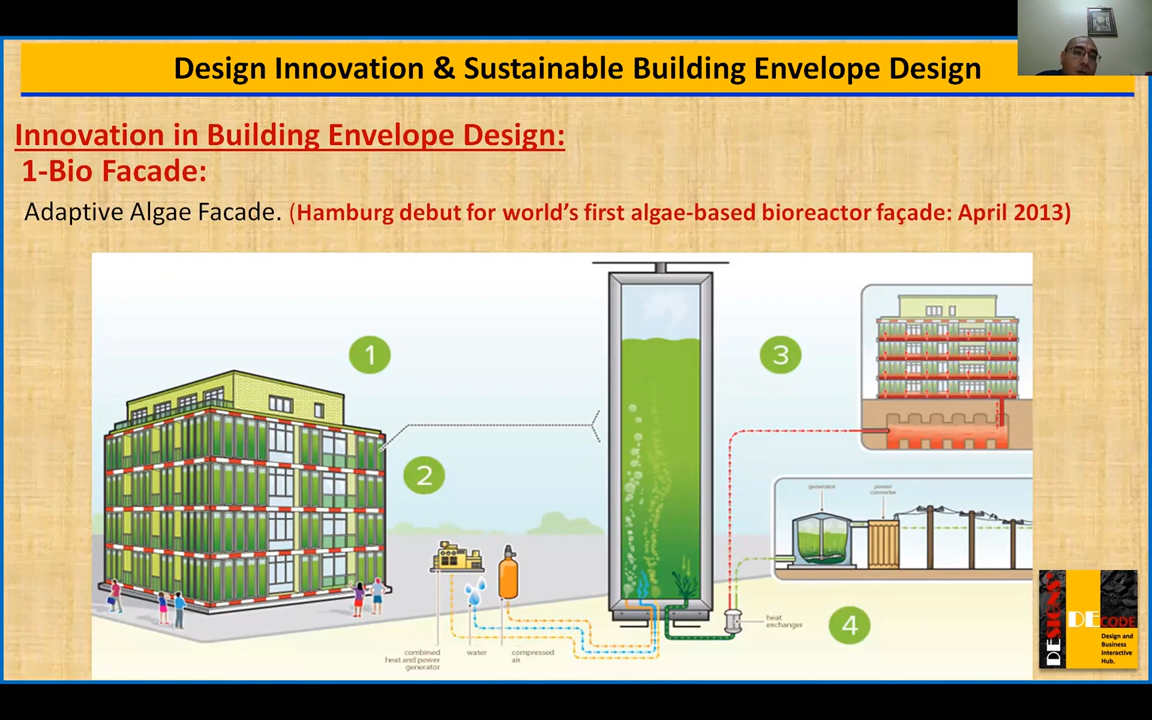 Design Innovation & Sustainable Building Envelope Design
Innovation in Building Envelope Design:
1-Bio Facade:
Adaptive Algae Facade. (Hamburg debut for world’s first algae-based bioreactor façade: April 2013)
1
2
3
4
generator
power
converter
heat
exchanger
combined
heat and power
generator
water
compressed
air
DESIGNS
DECODE
Design and
Business
Interactive
Hub.